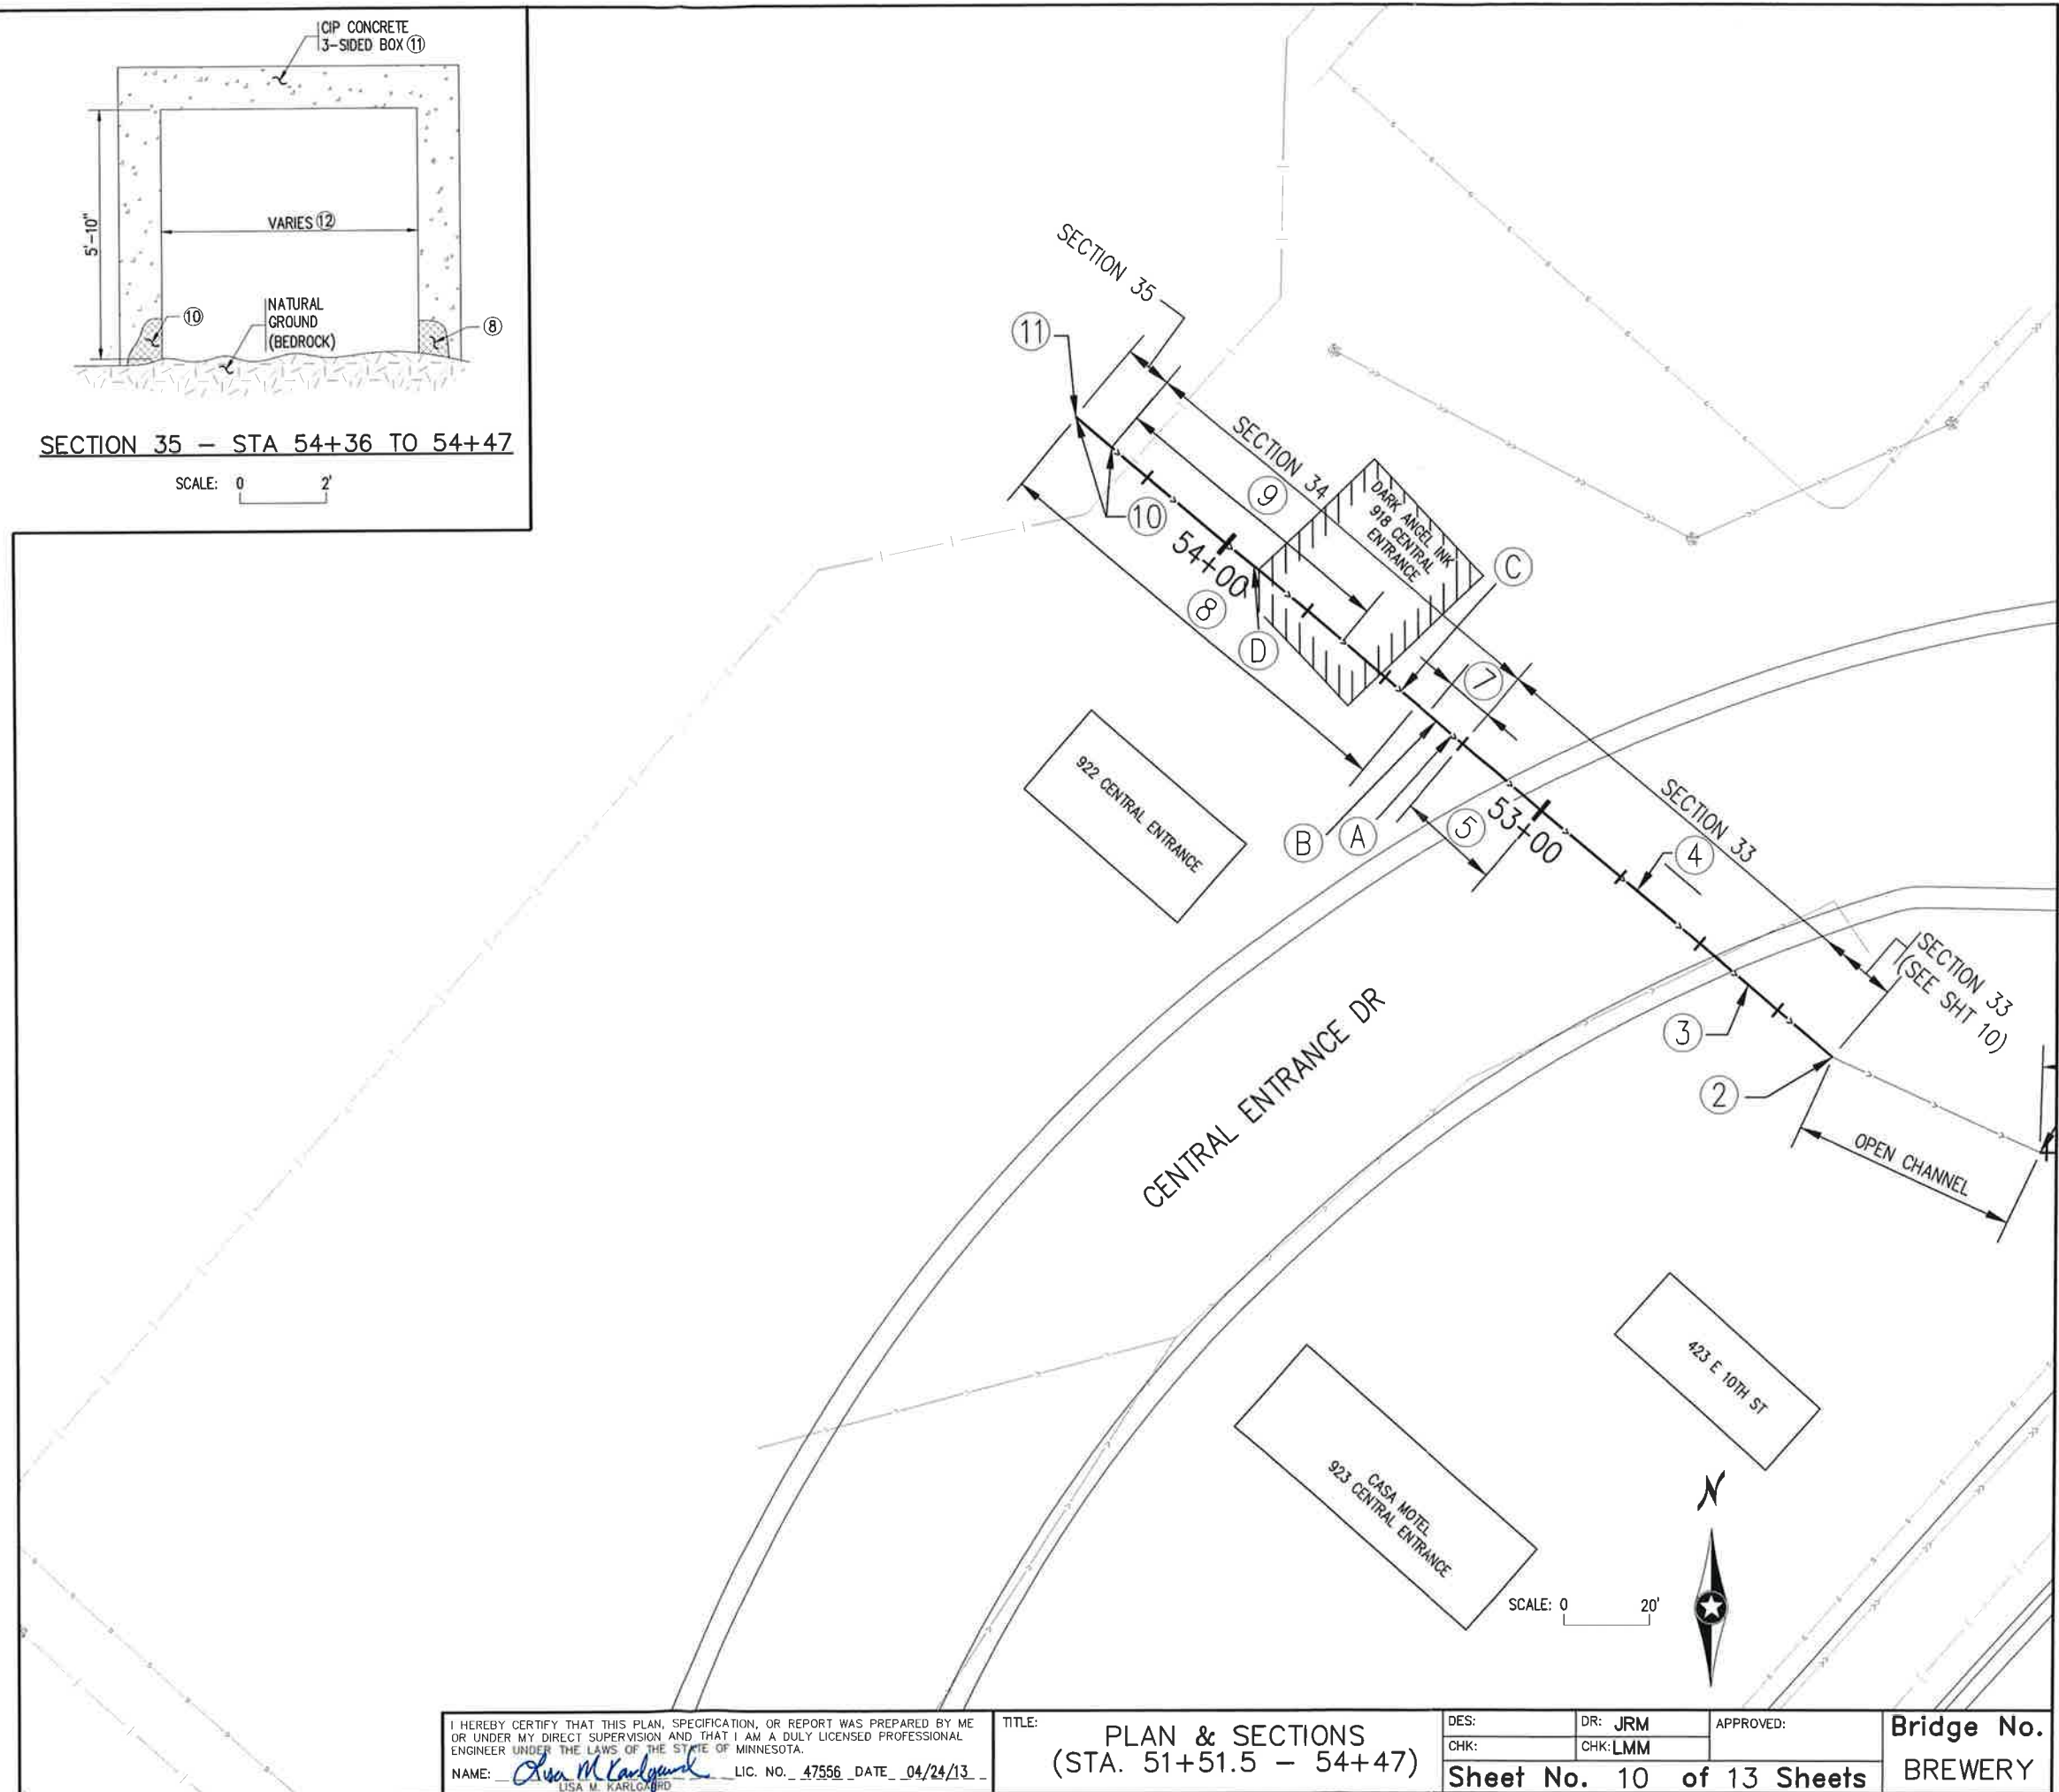 CIP CONCRETE
3-SIDED BOX ⑪
5'-10"
VARIES ⑫
⑩
NATURAL
GROUND
(BEDROCK)
⑧
SECTION 35 – STA 54+36 TO 54+47
SCALE: 0 2'
SECTION 35
⑪
SECTION 34
⑨
⑩
DARK ANGEL INK
918 CENTRAL
ENTRANCE
54+00
Ⓒ
⑧
Ⓓ
⑦
922 CENTRAL ENTRANCE
Ⓑ
Ⓐ
⑤
53+00
SECTION 33
④
SECTION 33
(SEE SHT 10)
③
②
CENTRAL ENTRANCE DR
OPEN CHANNEL
423 E 10TH ST
CASA MOTEL
923 CENTRAL ENTRANCE
N
SCALE: 0 20'
I HEREBY CERTIFY THAT THIS PLAN, SPECIFICATION, OR REPORT WAS PREPARED BY ME
OR UNDER MY DIRECT SUPERVISION AND THAT I AM A DULY LICENSED PROFESSIONAL
ENGINEER UNDER THE LAWS OF THE STATE OF MINNESOTA.
NAME: Lisa M Karlgaard LIC. NO. 47556 DATE 04/24/13
LISA M. KARLGAARD
TITLE:
PLAN & SECTIONS
(STA. 51+51.5 – 54+47)
DES:
DR: JRM
APPROVED:
CHK:
CHK: LMM
Sheet No. 10 of 13 Sheets
Bridge No.
BREWERY